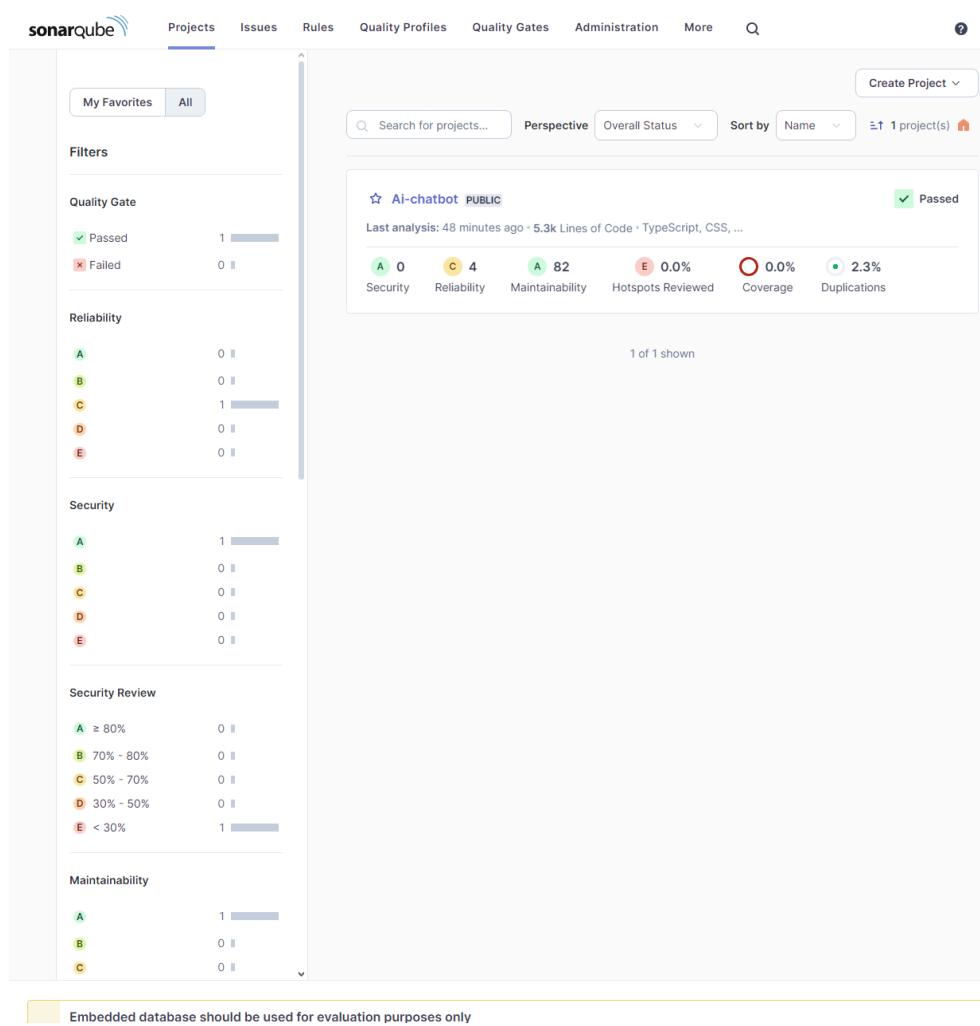 sonarqube Projects Issues Rules Quality Profiles Quality Gates Administration More ?
My Favorites All
Filters
Quality Gate
Passed 1
Failed 0
Reliability
A 0
B 0
C 1
D 0
E 0
Security
A 1
B 0
C 0
D 0
E 0
Security Review
A ≥ 80% 0
B 70% - 80% 0
C 50% - 70% 0
D 30% - 50% 0
E < 30% 1
Maintainability
A 1
B 0
C 0
Create Project
Search for projects... Perspective Overall Status Sort by Name 1 project(s)
Ai-chatbot PUBLIC Passed
Last analysis: 48 minutes ago • 5.3k Lines of Code • TypeScript, CSS, ...
A 0 C 4 A 82 E 0.0% 0.0% 2.3%
Security Reliability Maintainability Hotspots Reviewed Coverage Duplications
1 of 1 shown
Embedded database should be used for evaluation purposes only